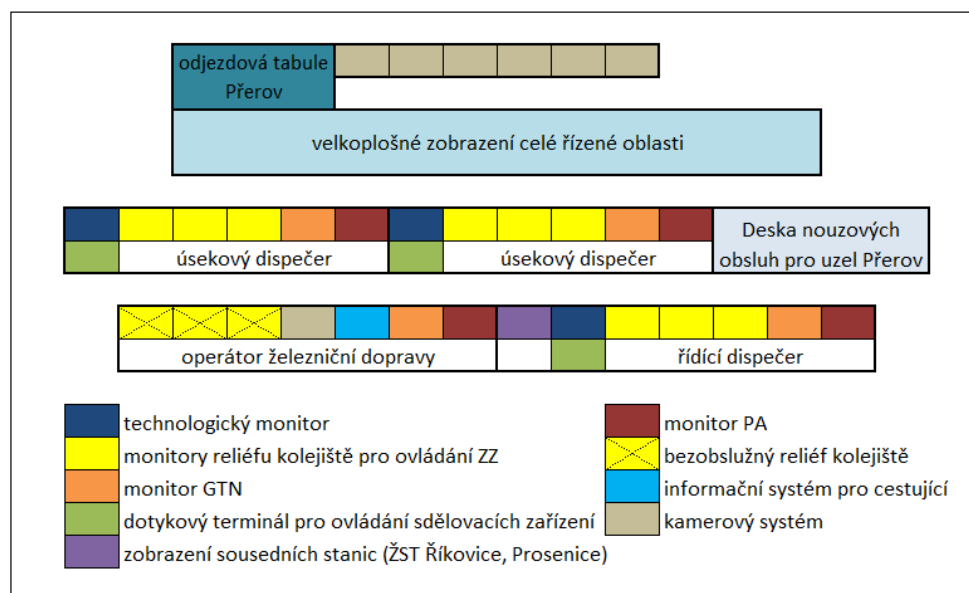 odjezdová tabule
Přerov
velkoplošné zobrazení celé řízené oblasti
úsekový dispečer
úsekový dispečer
Deska nouzových
obsluh pro uzel Přerov
operátor železniční dopravy
řídící dispečer
technologický monitor
monitory reliéfu kolejiště pro ovládání ZZ
monitor GTN
dotykový terminál pro ovládání sdělovacích zařízení
zobrazení sousedních stanic (ŽST Říkovice, Prosenice)
monitor PA
bezobslužný reliéf kolejiště
informační systém pro cestující
kamerový systém